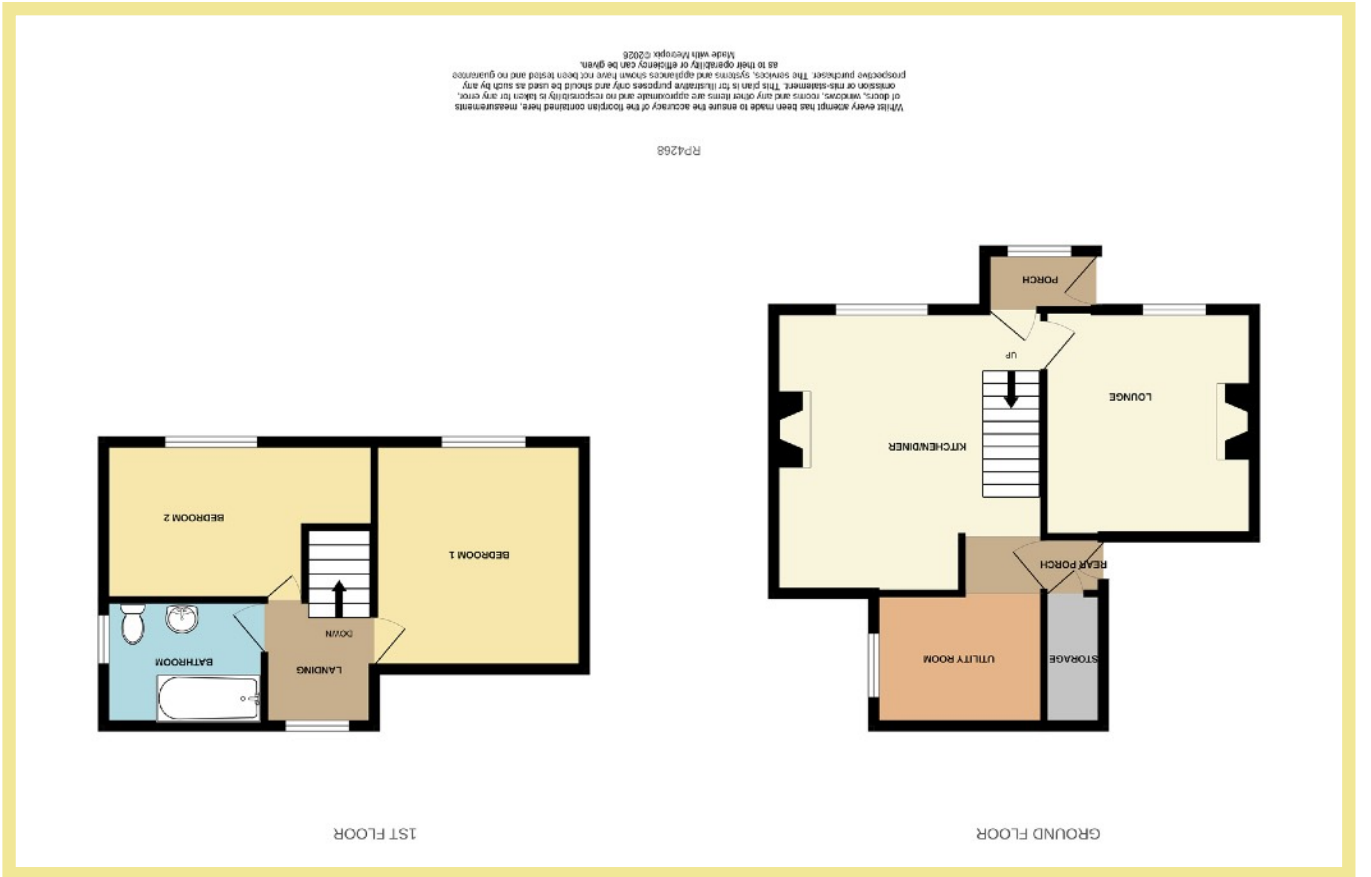 GROUND FLOOR
STORAGE
UTILITY ROOM
REAR PORCH
KITCHEN/DINER
LOUNGE
UP
PORCH
1ST FLOOR
LANDING
BATHROOM
DOWN
BEDROOM 1
BEDROOM 2
RP4268
Whilst every attempt has been made to ensure the accuracy of the floorplan contained here, measurements
of doors, windows, rooms and any other items are approximate and no responsibility is taken for any error,
omission or mis-statement. This plan is for illustrative purposes only and should be used as such by any
prospective purchaser. The services, systems and appliances shown have not been tested and no guarantee
as to their operability or efficiency can be given.
Made with Metropix ©2026